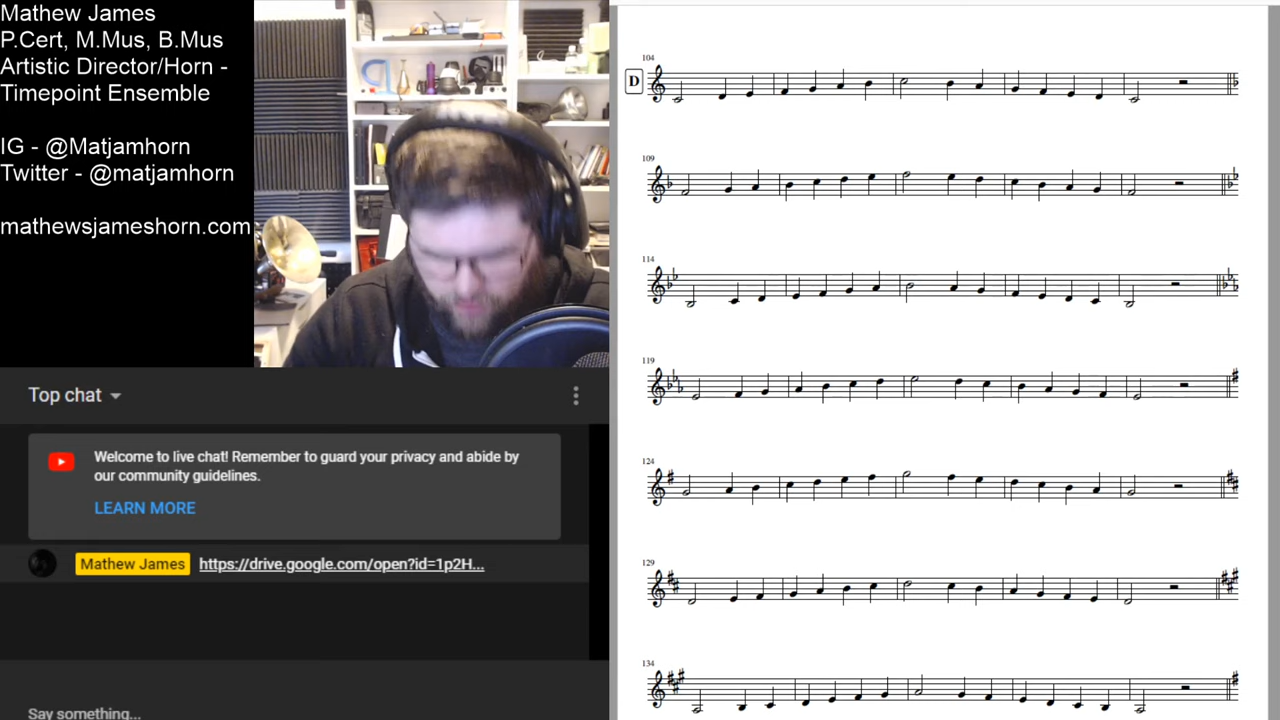 Mathew James
P.Cert, M.Mus, B.Mus
Artistic Director/Horn -
Timepoint Ensemble
IG - @Matjamhorn
Twitter - @matjamhorn
mathewsjameshorn.com
Top chat
Welcome to live chat! Remember to guard your privacy and abide by
our community guidelines.
LEARN MORE
Mathew James https://drive.google.com/open?id=1p2H...
Say something...
104
D
109
114
119
124
129
134